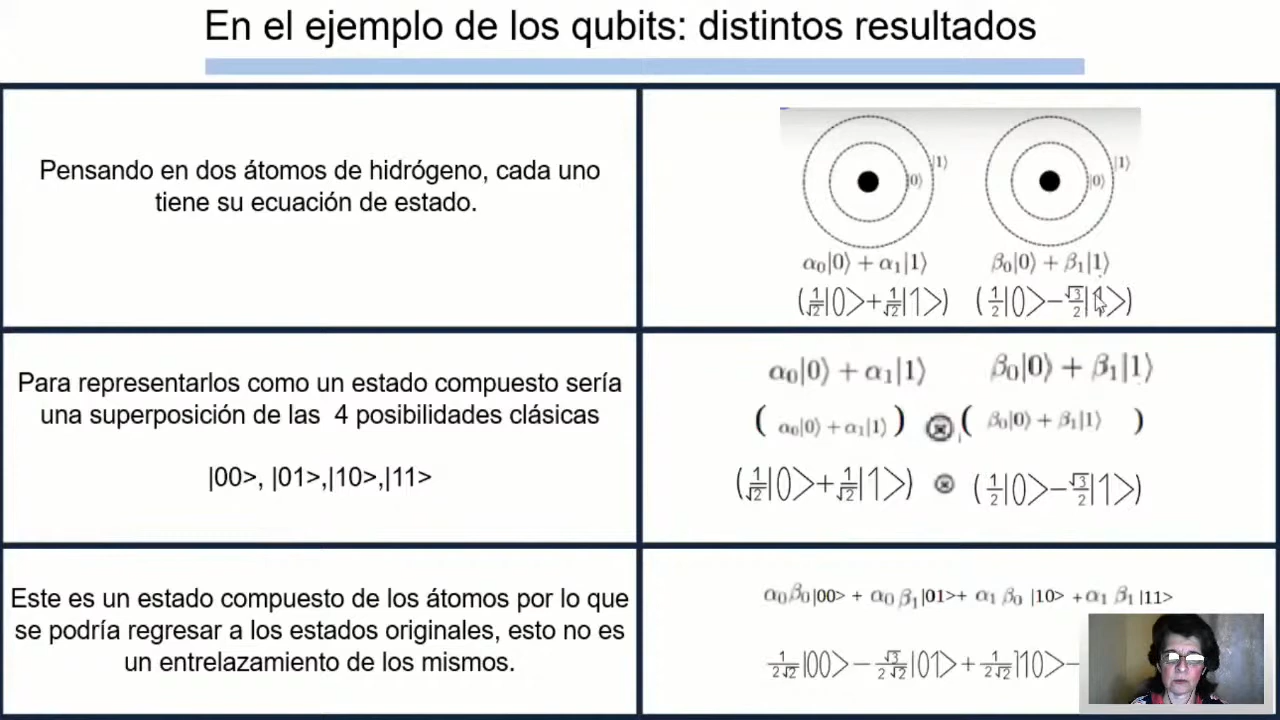 En el ejemplo de los qubits: distintos resultados
Pensando en dos átomos de hidrógeno, cada uno
tiene su ecuación de estado.
|1⟩ |1⟩
|0⟩ |0⟩
α₀|0⟩ + α₁|1⟩ β₀|0⟩ + β₁|1⟩
(1/√2|0>+1/√2|1>) (1/2|0>−√3/2|1>)
Para representarlos como un estado compuesto sería
una superposición de las 4 posibilidades clásicas
|00>, |01>,|10>,|11>
α₀|0⟩ + α₁|1⟩ β₀|0⟩ + β₁|1⟩
( α₀|0⟩ + α₁|1⟩ ) ⊗ ( β₀|0⟩ + β₁|1⟩ )
(1/√2|0>+1/√2|1>) ⊗ (1/2|0>−√3/2|1>)
Este es un estado compuesto de los átomos por lo que
se podría regresar a los estados originales, esto no es
un entrelazamiento de los mismos.
α₀β₀|00> + α₀β₁|01>+ α₁ β₀ |10> +α₁ β₁ |11>
1/2√2|00>−√3/2√2|01>+1/2√2|10>−